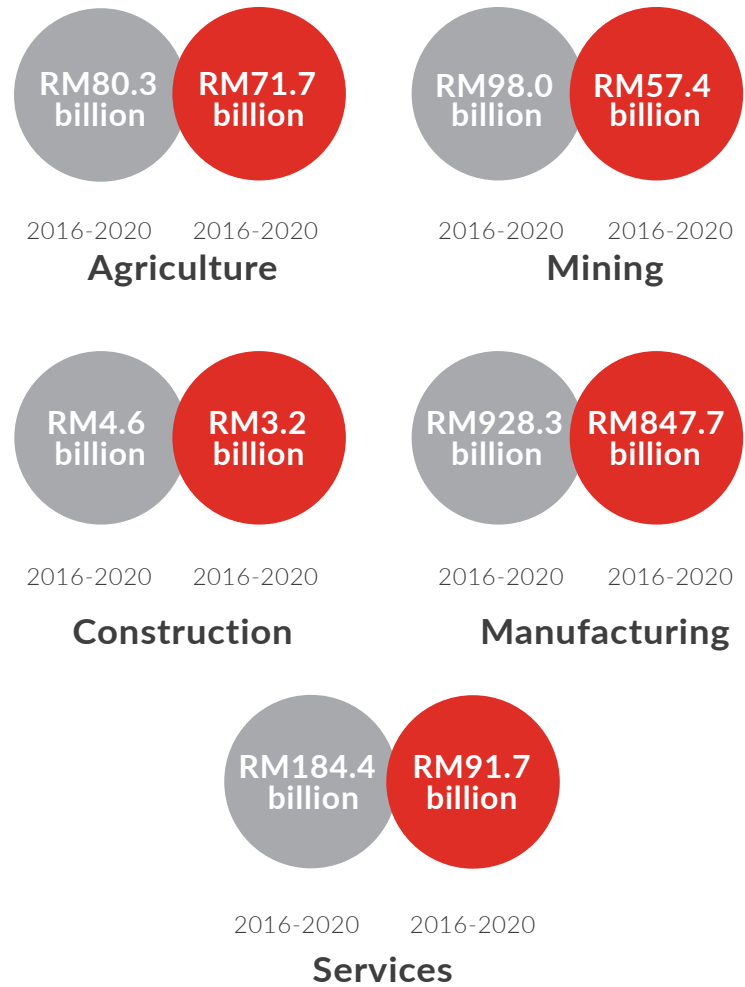 RM80.3
billion
RM71.7
billion
2016-2020
2016-2020
Agriculture
RM98.0
billion
RM57.4
billion
2016-2020
2016-2020
Mining
RM4.6
billion
RM3.2
billion
2016-2020
2016-2020
Construction
RM928.3
billion
RM847.7
billion
2016-2020
2016-2020
Manufacturing
RM184.4
billion
RM91.7
billion
2016-2020
2016-2020
Services